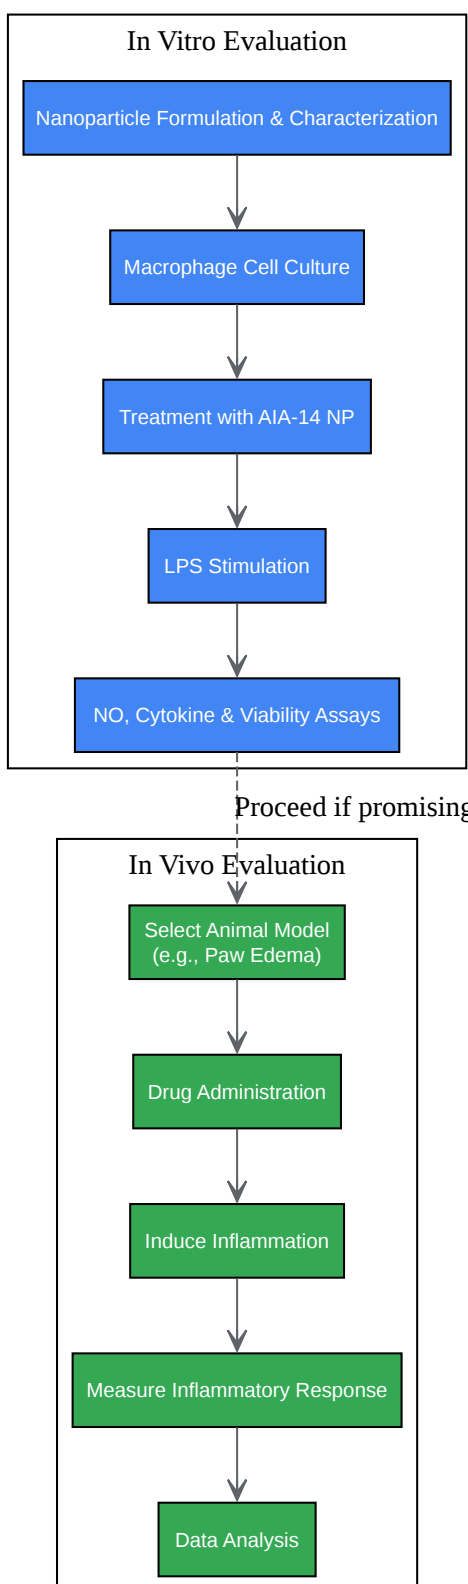 In Vitro Evaluation
Nanoparticle Formulation & Characterization
Macrophage Cell Culture
Treatment with AIA-14 NP
LPS Stimulation
NO, Cytokine & Viability Assays
Proceed if promising
In Vivo Evaluation
Select Animal Model
(e.g., Paw Edema)
Drug Administration
Induce Inflammation
Measure Inflammatory Response
Data Analysis